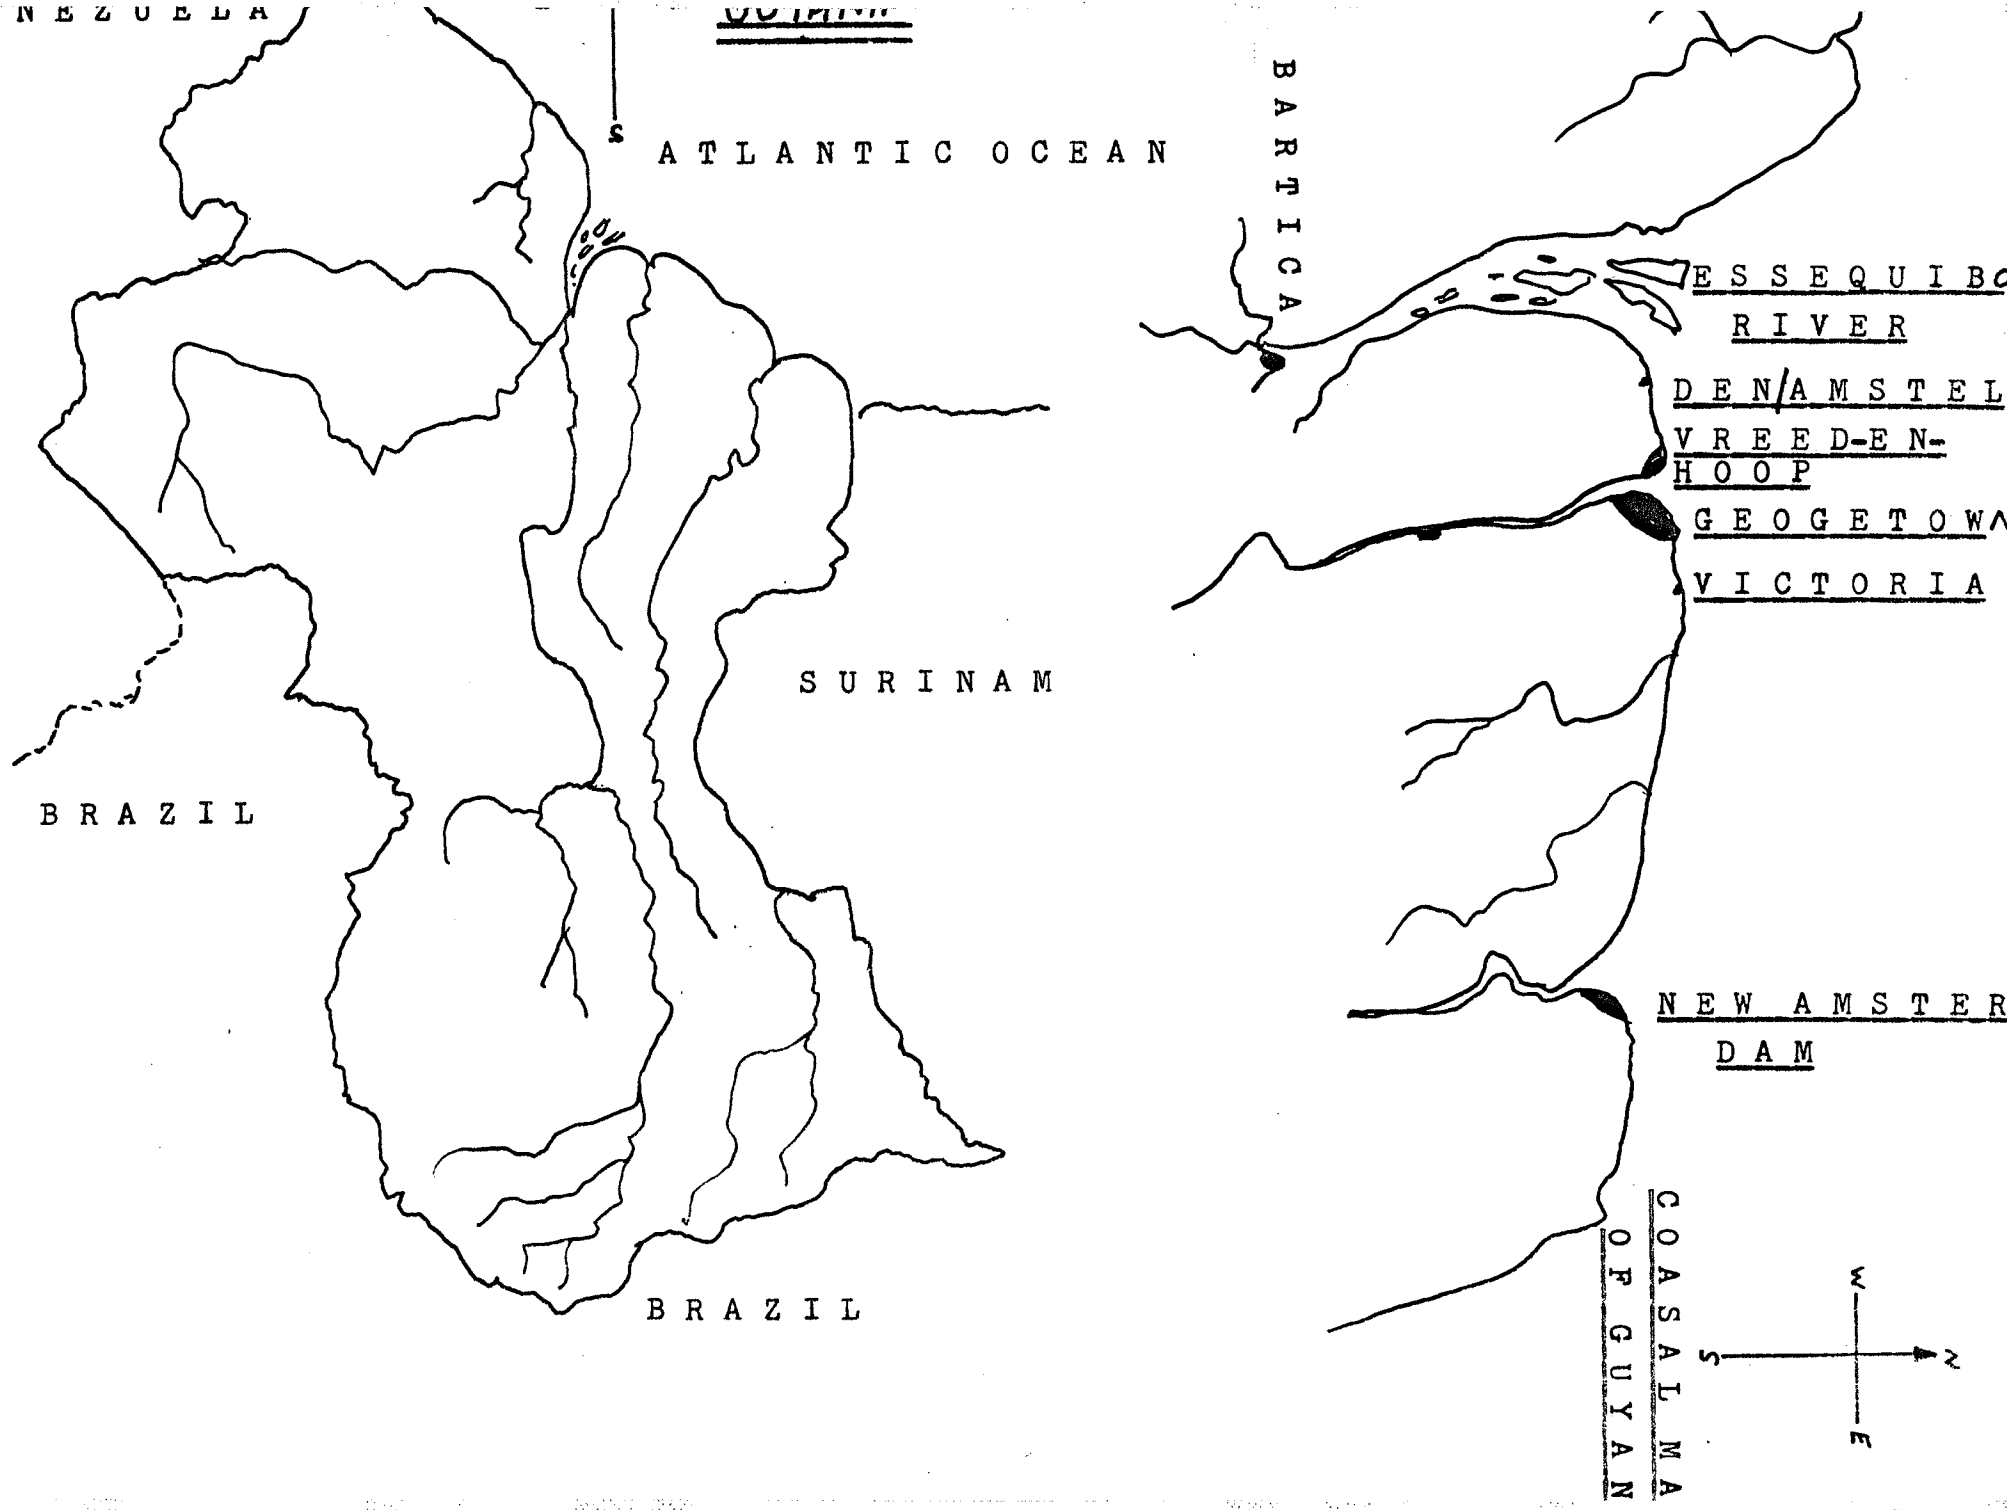 NEZUELA
S
ATLANTIC OCEAN
SURINAM
BRAZIL
BRAZIL
BARTICA
ESSEQUIBO
RIVER
DEN/AMSTEL
VREED-EN-
HOOP
GEOGETOWN
VICTORIA
NEW AMSTER
DAM
COASAL MA
OF GUYAN
W
S
N
E